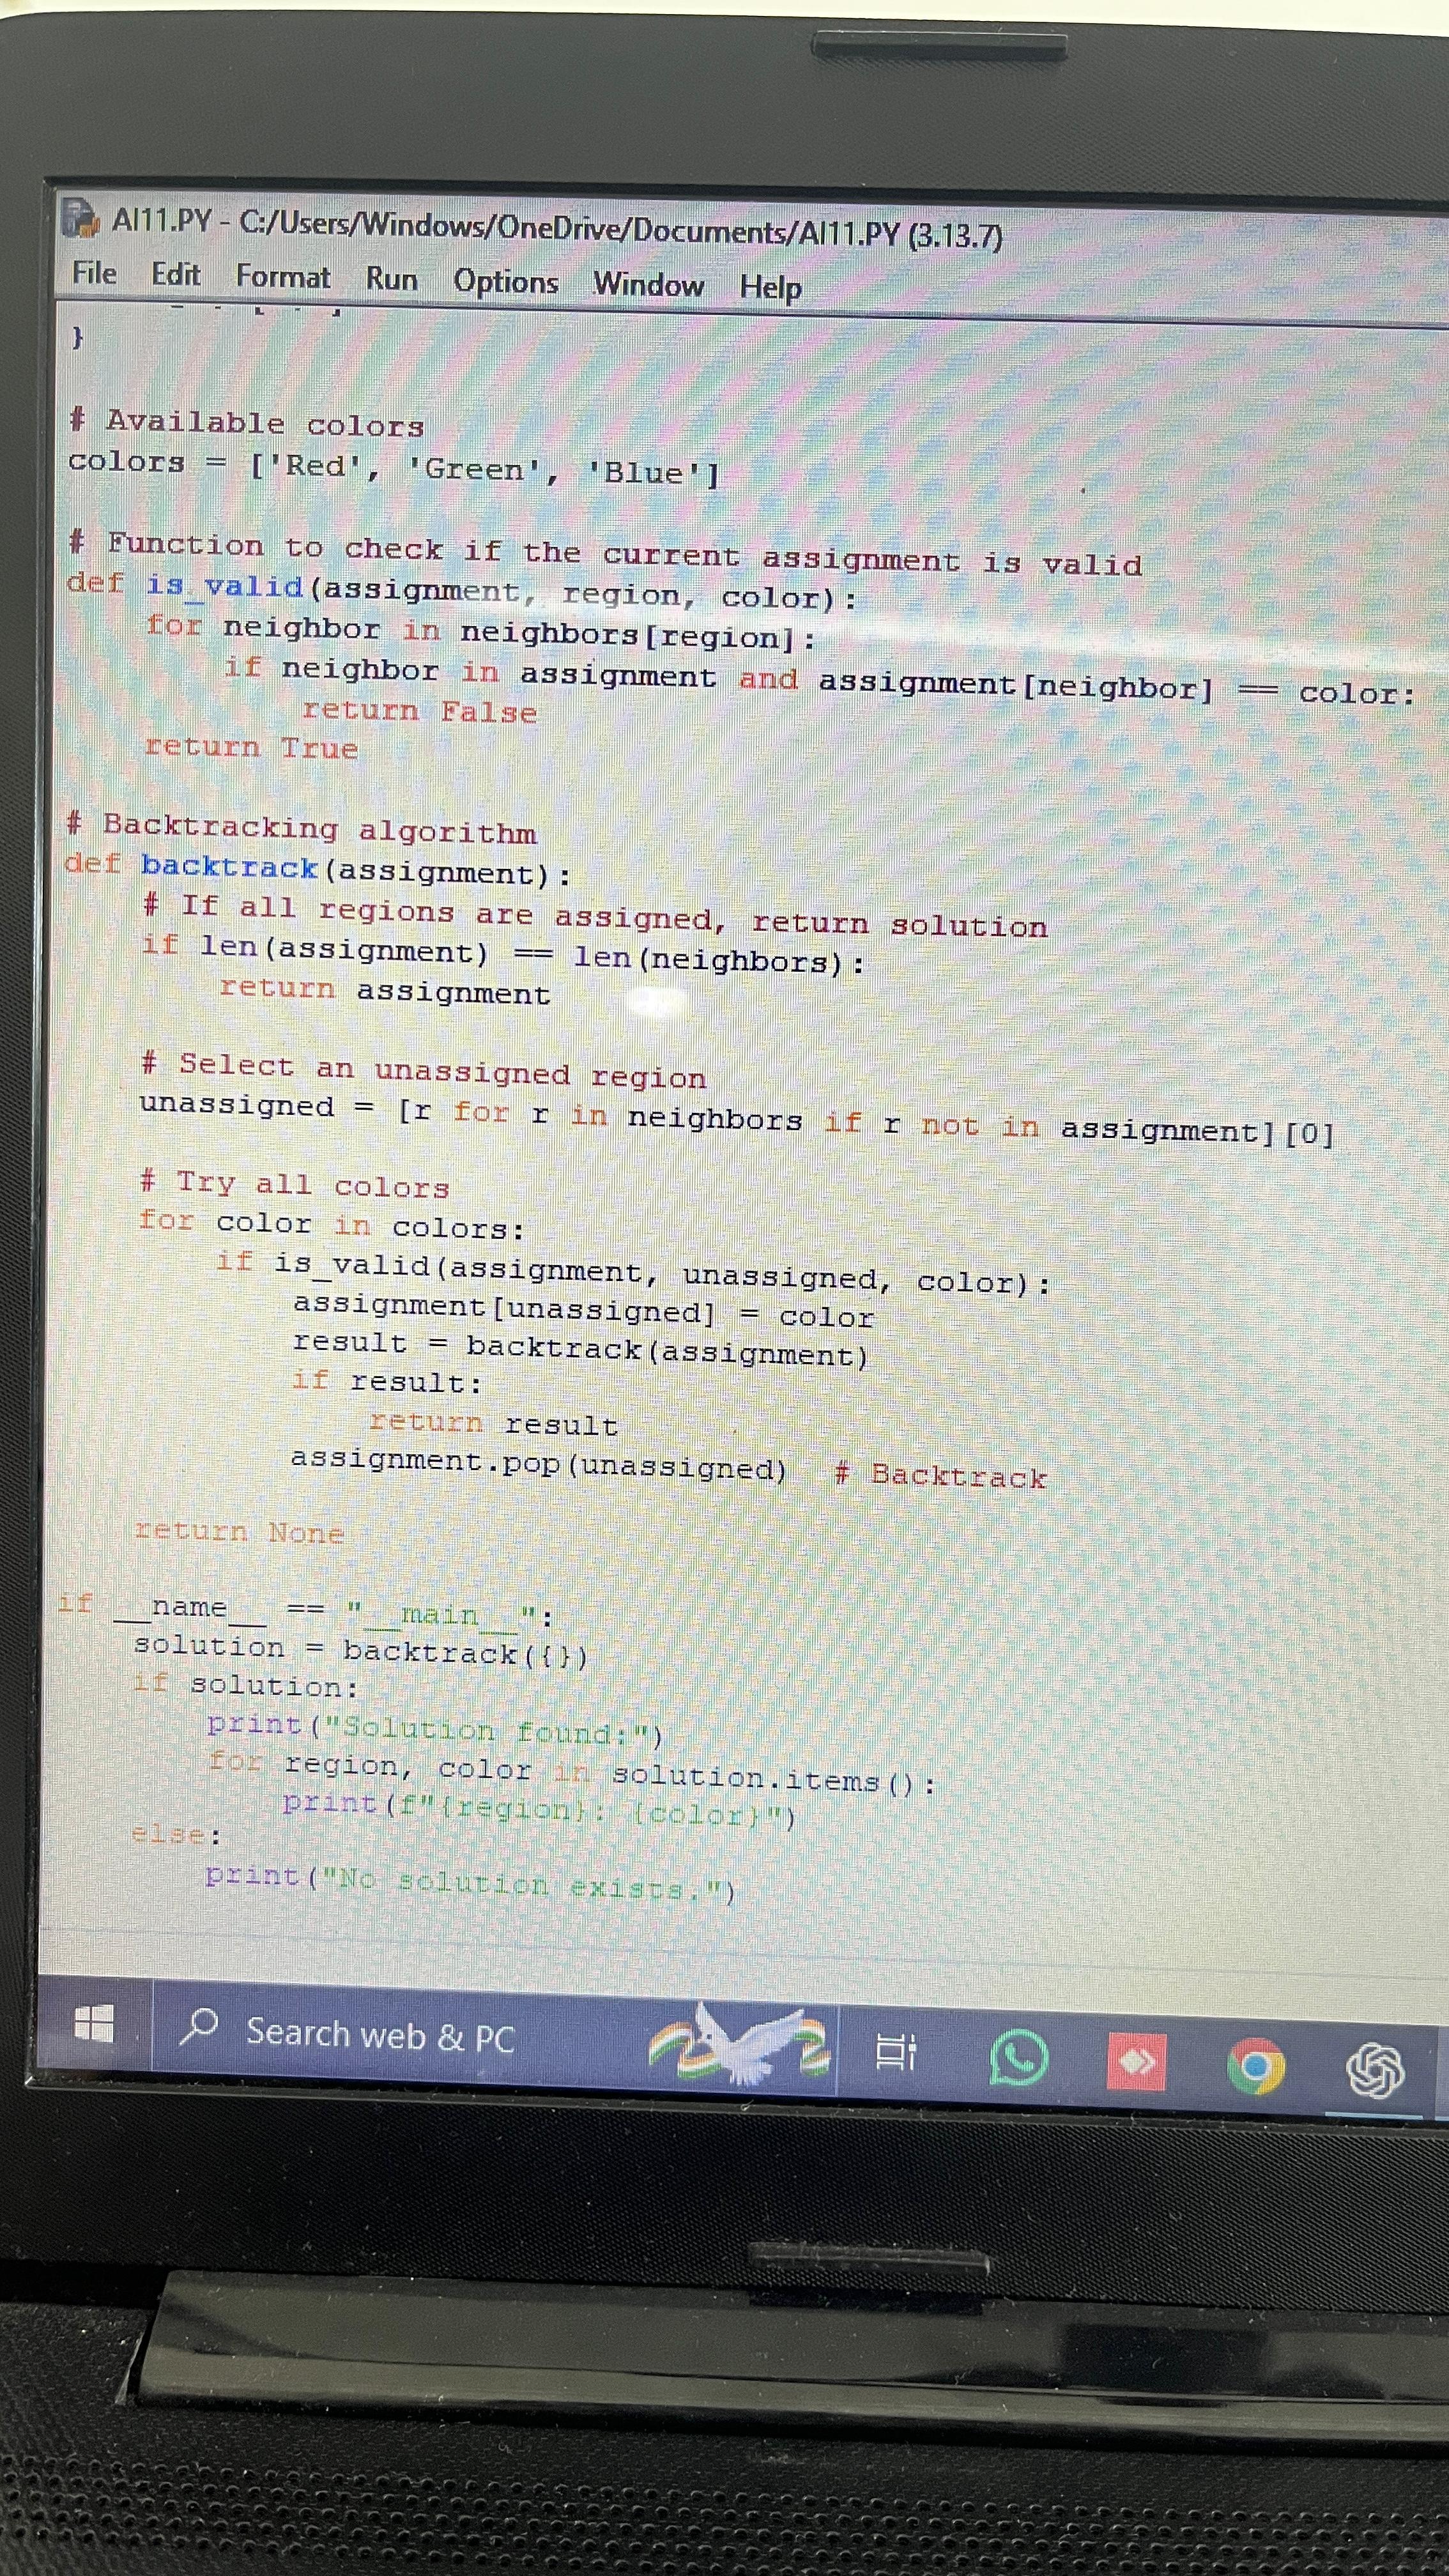 AI11.PY - C:/Users/Windows/OneDrive/Documents/AI11.PY (3.13.7)
File Edit Format Run Options Window Help
}
# Available colors
colors = ['Red', 'Green', 'Blue']
# Function to check if the current assignment is valid
def is_valid(assignment, region, color):
    for neighbor in neighbors[region]:
        if neighbor in assignment and assignment[neighbor] == color:
            return False
    return True
# Backtracking algorithm
def backtrack(assignment):
    # If all regions are assigned, return solution
    if len(assignment) == len(neighbors):
        return assignment
    # Select an unassigned region
    unassigned = [r for r in neighbors if r not in assignment][0]
    # Try all colors
    for color in colors:
        if is_valid(assignment, unassigned, color):
            assignment[unassigned] = color
            result = backtrack(assignment)
            if result:
                return result
            assignment.pop(unassigned)  # Backtrack
    return None
if __name__ == "__main__":
    solution = backtrack({})
    if solution:
        print("Solution found:")
        for region, color in solution.items():
            print(f"{region}: {color}")
    else:
        print("No solution exists.")
Search web & PC